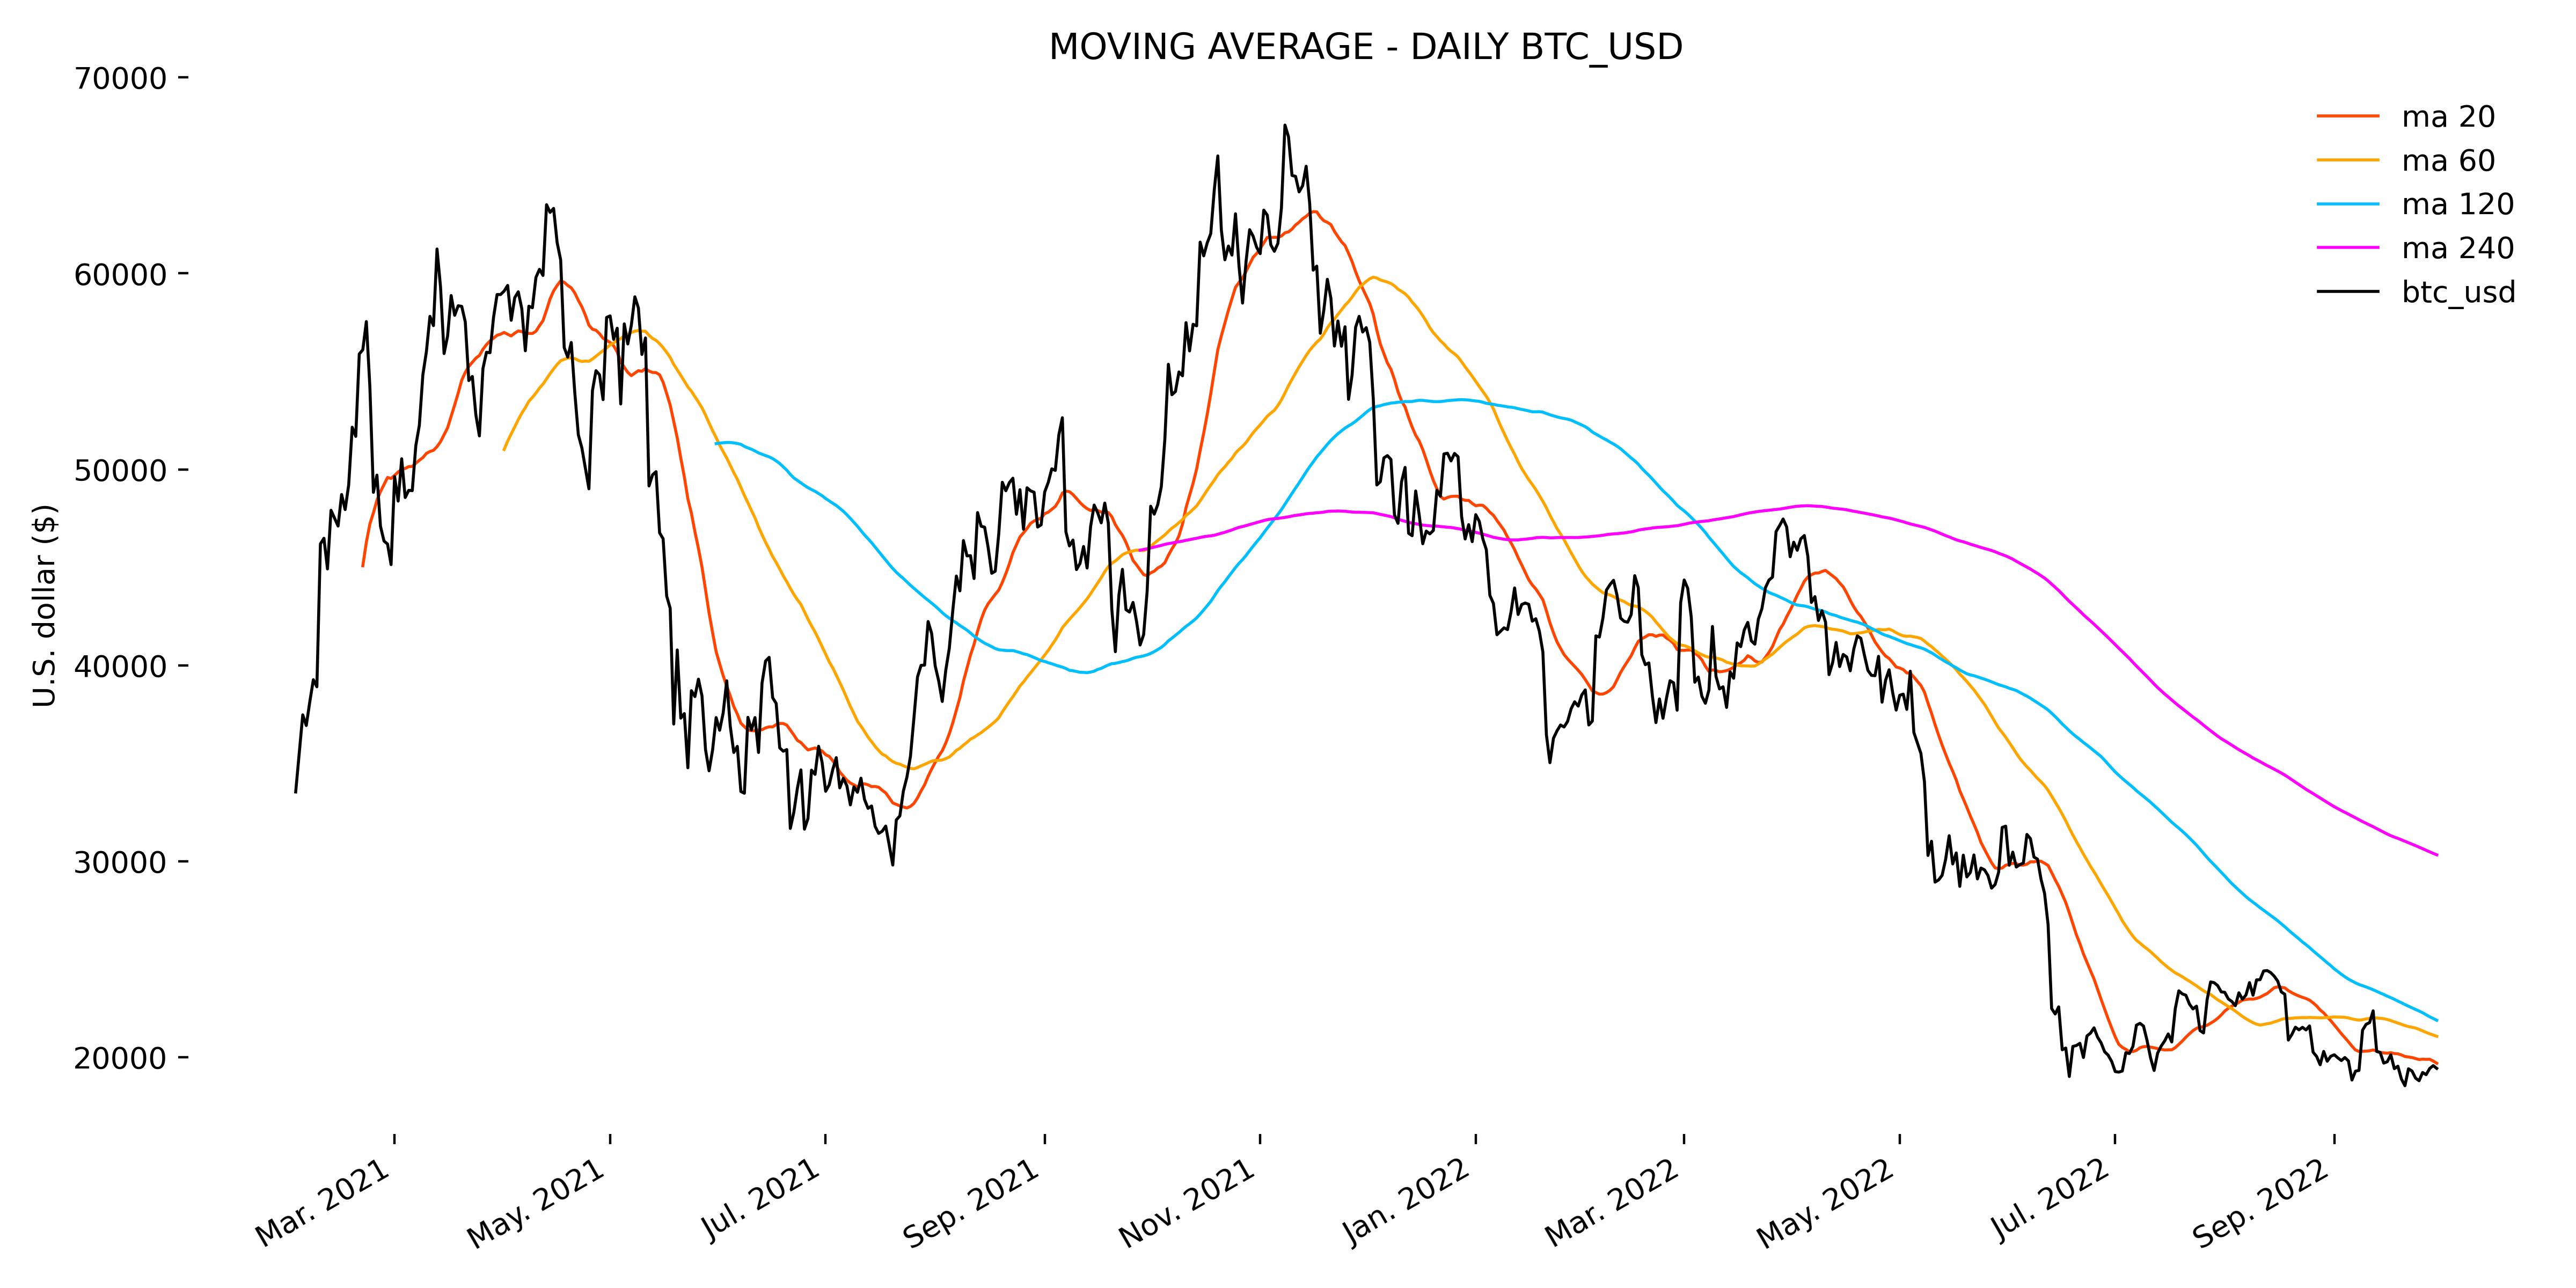 MOVING AVERAGE - DAILY BTC_USD
70000
60000
50000
40000
30000
20000
U.S. dollar ($)
ma 20
ma 60
ma 120
ma 240
btc_usd
Mar. 2021
May. 2021
Jul. 2021
Sep. 2021
Nov. 2021
Jan. 2022
Mar. 2022
May. 2022
Jul. 2022
Sep. 2022